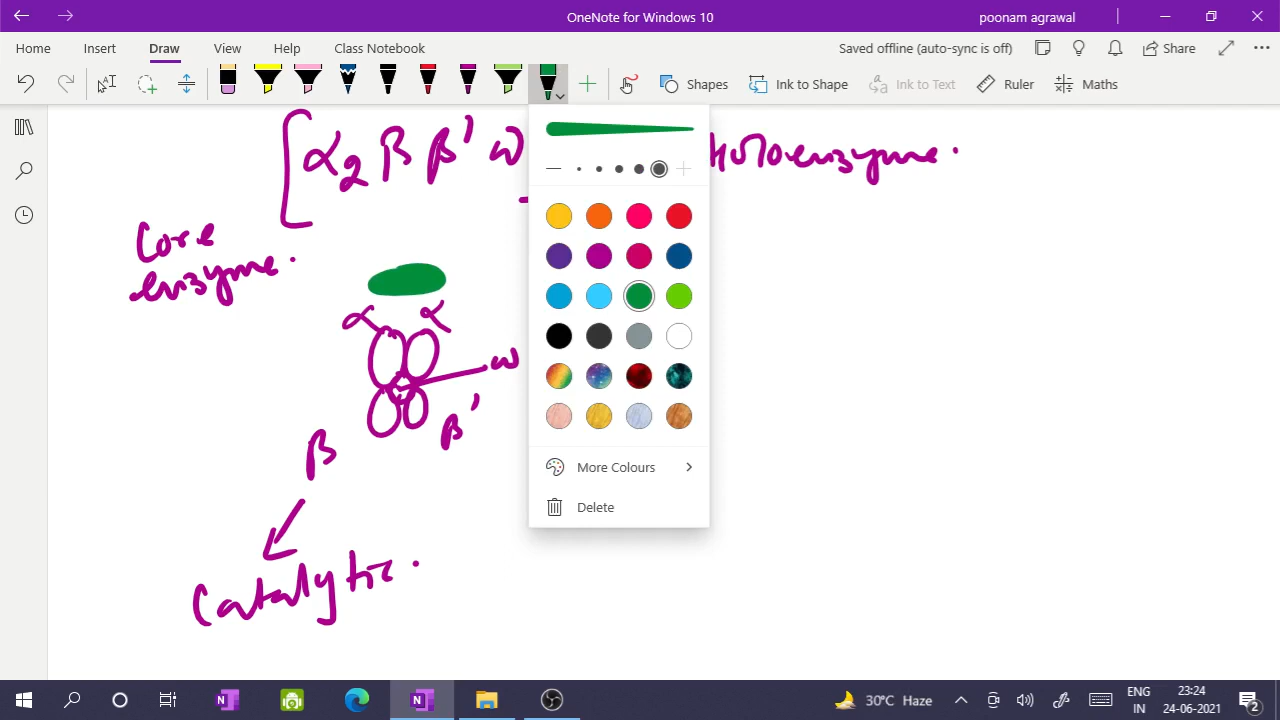 OneNote for Windows 10
poonam agrawal
Home Insert Draw View Help Class Notebook
Saved offline (auto-sync is off) Share
Shapes Ink to Shape Ink to Text Ruler Maths
[α2 β β' ω holoenzyme.
Core
enzyme.
α α
ω
β β'
Catalytic.
More Colours
Delete
30°C Haze
ENG
IN
23:24
24-06-2021
2